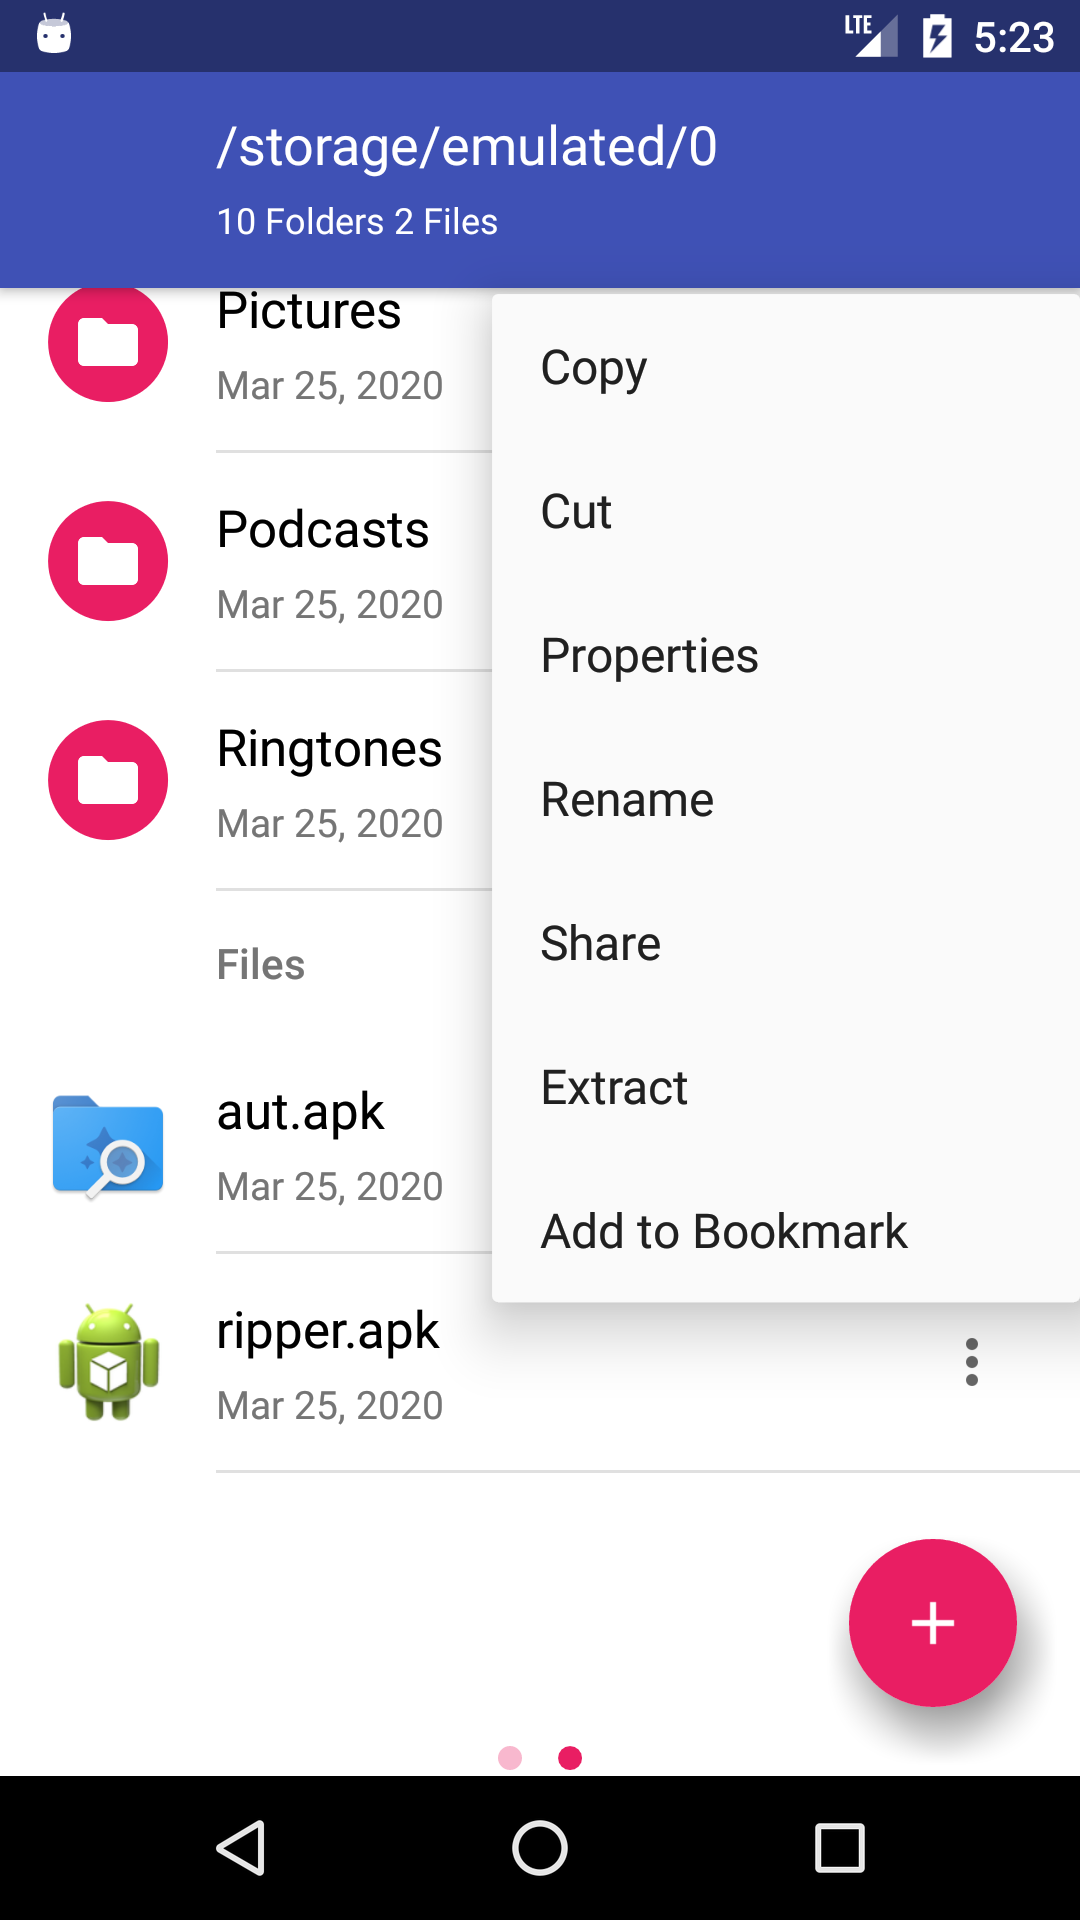 LTE 5:23
/storage/emulated/0
10 Folders 2 Files
Pictures
Mar 25, 2020
Podcasts
Mar 25, 2020
Ringtones
Mar 25, 2020
Files
aut.apk
Mar 25, 2020
ripper.apk
Mar 25, 2020
Copy
Cut
Properties
Rename
Share
Extract
Add to Bookmark